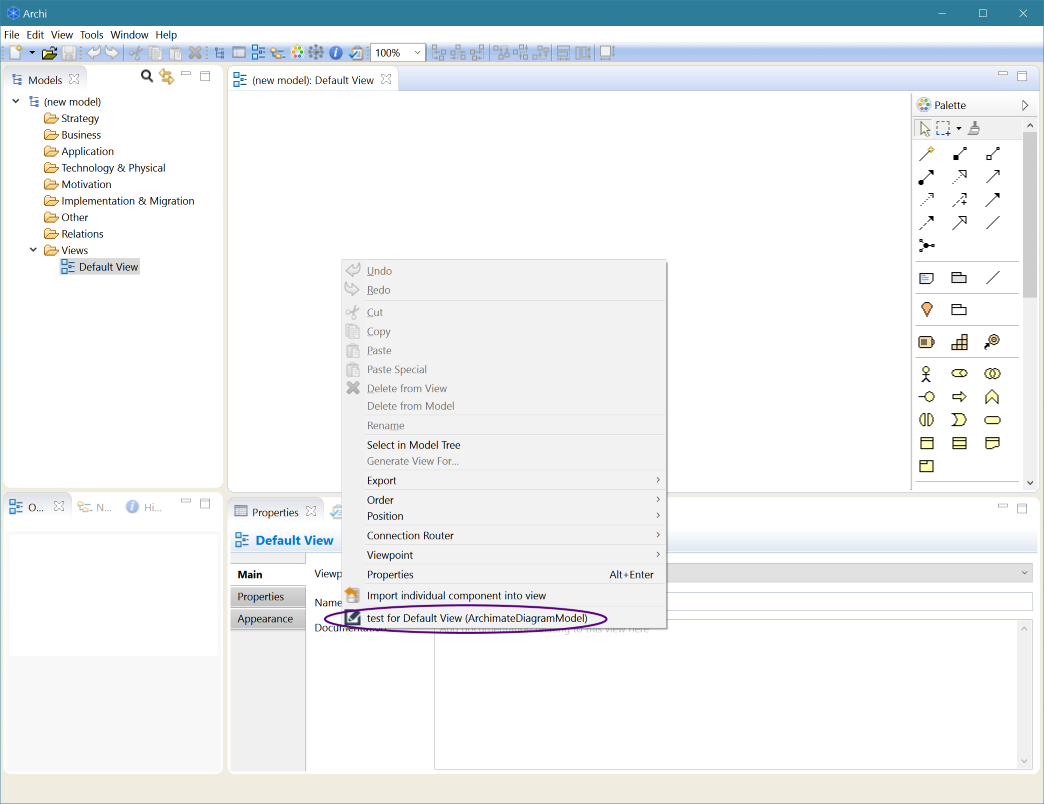 Archi
File Edit View Tools Window Help
100%
Models
(new model)
Strategy
Business
Application
Technology & Physical
Motivation
Implementation & Migration
Other
Relations
Views
Default View
(new model): Default View
Palette
Undo
Redo
Cut
Copy
Paste
Paste Special
Delete from View
Delete from Model
Rename
Select in Model Tree
Generate View For...
Export
Order
Position
Connection Router
Viewpoint
Properties Alt+Enter
Import individual component into view
test for Default View (ArchimateDiagramModel)
O... N... Hi...
Properties
Default View
Main
Properties
Appearance
Viewp
Name